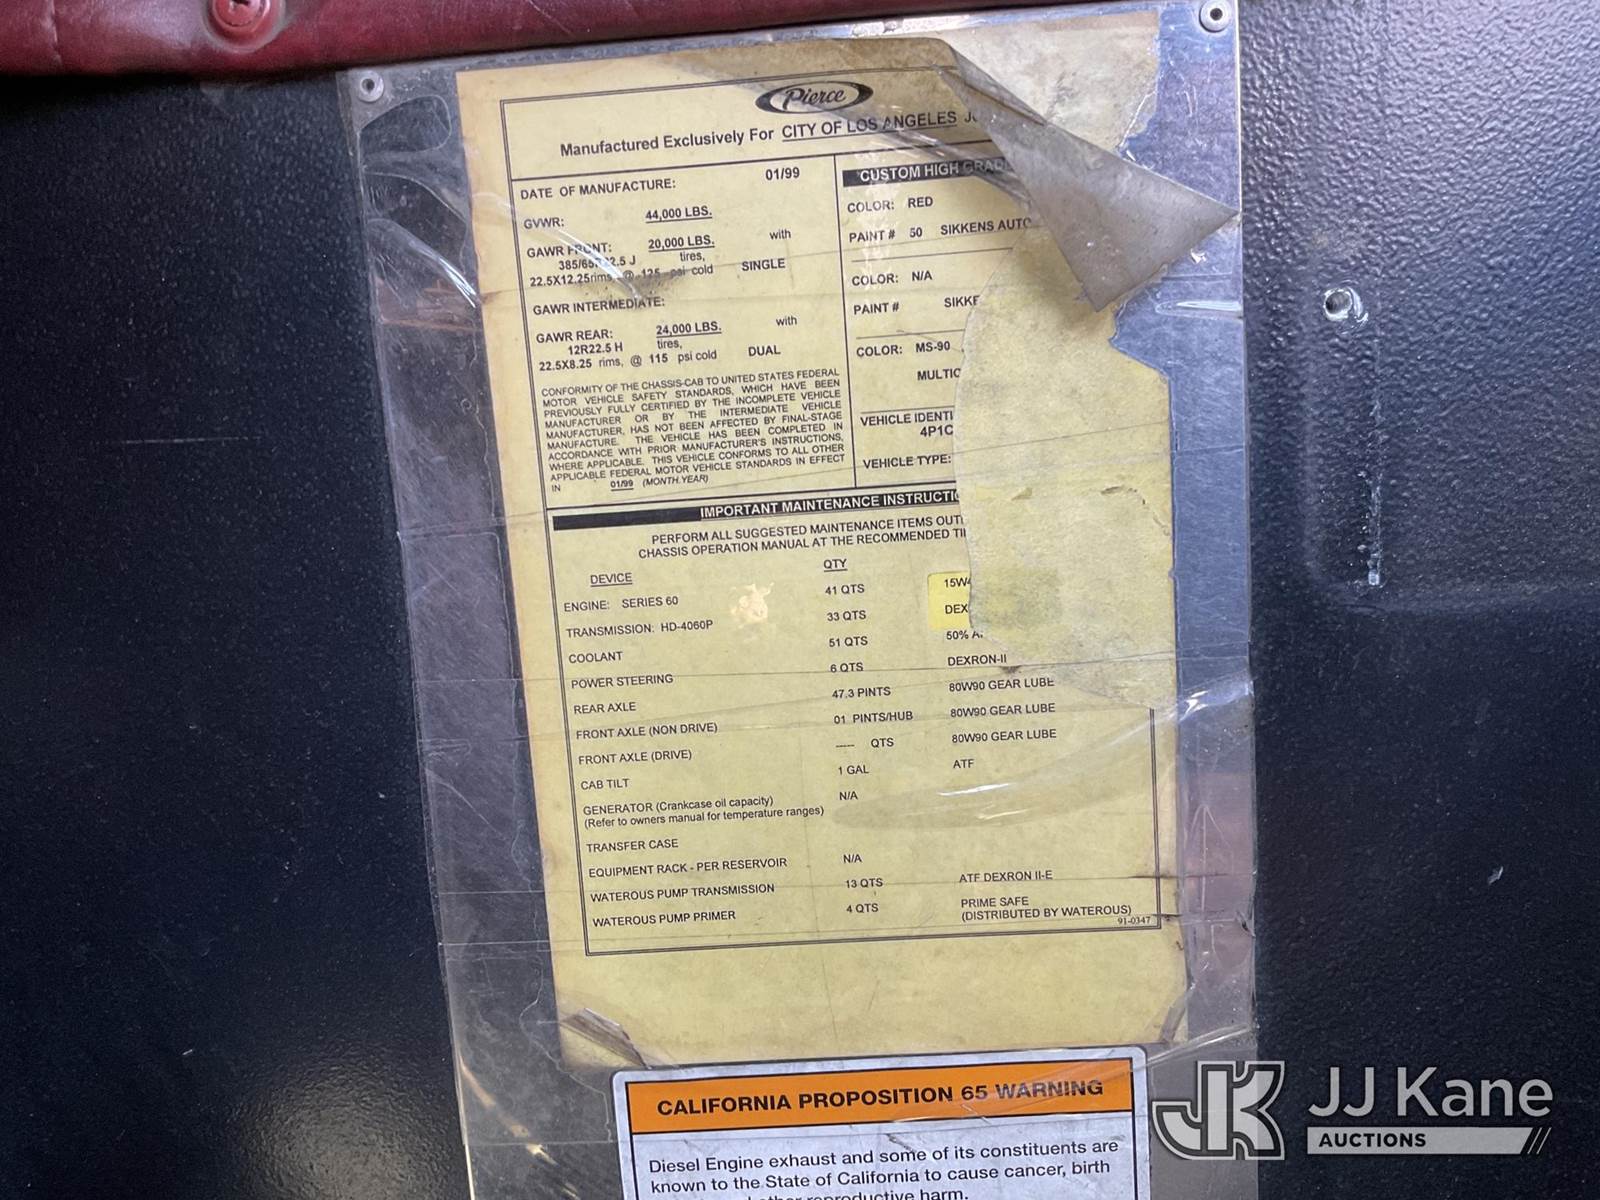 Pierce
Manufactured Exclusively For CITY OF LOS ANGELES
DATE OF MANUFACTURE: 01/99
GVWR: 44,000 LBS.
GAWR FRONT: 20,000 LBS. with
385/65R22.5 J tires,
22.5X12.25 rims, @ 125 psi cold SINGLE
GAWR INTERMEDIATE:
GAWR REAR: 24,000 LBS. with
12R22.5 H tires,
22.5X8.25 rims, @ 115 psi cold DUAL
CONFORMITY OF THE CHASSIS-CAB TO UNITED STATES FEDERAL
MOTOR VEHICLE SAFETY STANDARDS, WHICH HAVE BEEN
PREVIOUSLY FULLY CERTIFIED BY THE INCOMPLETE VEHICLE
MANUFACTURER OR BY THE INTERMEDIATE VEHICLE
MANUFACTURER, HAS NOT BEEN AFFECTED BY FINAL-STAGE
MANUFACTURE. THE VEHICLE HAS BEEN COMPLETED IN
ACCORDANCE WITH PRIOR MANUFACTURER'S INSTRUCTIONS,
WHERE APPLICABLE. THIS VEHICLE CONFORMS TO ALL OTHER
APPLICABLE FEDERAL MOTOR VEHICLE STANDARDS IN EFFECT
IN 01/99 (MONTH.YEAR)
CUSTOM HIGH GRADE
COLOR: RED
PAINT # 50 SIKKENS AUTO
COLOR: N/A
PAINT # SIKKE
COLOR: MS-90
MULTIC
VEHICLE IDENTI
4P1C
VEHICLE TYPE:
IMPORTANT MAINTENANCE INSTRUCTIO
PERFORM ALL SUGGESTED MAINTENANCE ITEMS OUT
CHASSIS OPERATION MANUAL AT THE RECOMMENDED TI
DEVICE QTY
ENGINE: SERIES 60 41 QTS 15W4
TRANSMISSION: HD-4060P 33 QTS DEX
COOLANT 51 QTS 50% A
POWER STEERING 6 QTS DEXRON-II
REAR AXLE 47.3 PINTS 80W90 GEAR LUBE
FRONT AXLE (NON DRIVE) 01 PINTS/HUB 80W90 GEAR LUBE
FRONT AXLE (DRIVE) ---- QTS 80W90 GEAR LUBE
CAB TILT 1 GAL ATF
GENERATOR (Crankcase oil capacity) N/A
(Refer to owners manual for temperature ranges)
TRANSFER CASE
EQUIPMENT RACK - PER RESERVOIR N/A
WATEROUS PUMP TRANSMISSION 13 QTS ATF DEXRON II-E
WATEROUS PUMP PRIMER 4 QTS PRIME SAFE
(DISTRIBUTED BY WATEROUS)
91-0347
CALIFORNIA PROPOSITION 65 WARNING
Diesel Engine exhaust and some of its constituents are
known to the State of California to cause cancer, birth
other reproductive harm.
JK JJ Kane
AUCTIONS